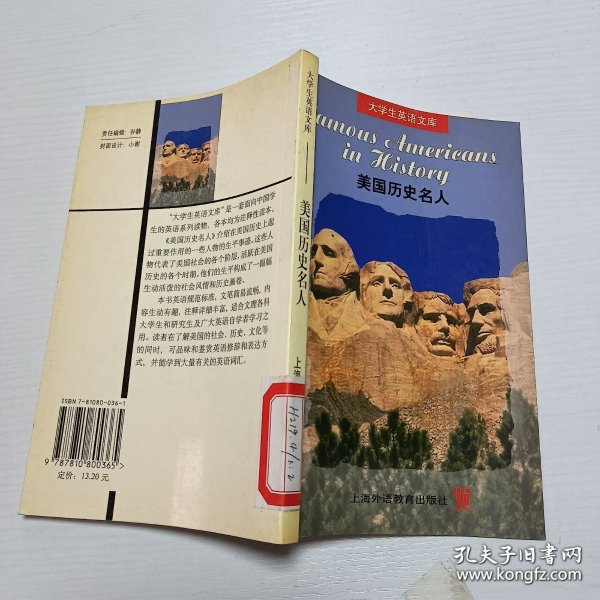 责任编辑：孙静
封面设计：小谢
"大学生英语文库"是一套面向中国学
生的英语系列读物，各本均为注释性读本。
《美国历史名人》介绍在美国历史上起
过重要作用的一些人物的生平事迹。这些人
物代表了美国社会的各个阶层，活跃在美国
历史的各个时期。他们的生平构成了一幅幅
生动活泼的社会风情和历史画卷。
本书英语规范标准，文笔简易流畅，内
容生动有趣，注释详细丰富，适合文理各科
大学生和研究生及广大英语自学者学习之
用。读者在了解美国的社会、历史、文化等
的同时，可品味和鉴赏英语修辞和表达方
式，并能学到大量有关的英语词汇。
ISBN 7-81080-036-1
9 787810 800365 >
定价：13.20 元
大学生英语文库——美国历史名人
上海
H319.4/1:2
大学生英语文库
amous Americans
in History
美国历史名人
上海外语教育出版社
孔夫子旧书网
www.kongfz.com